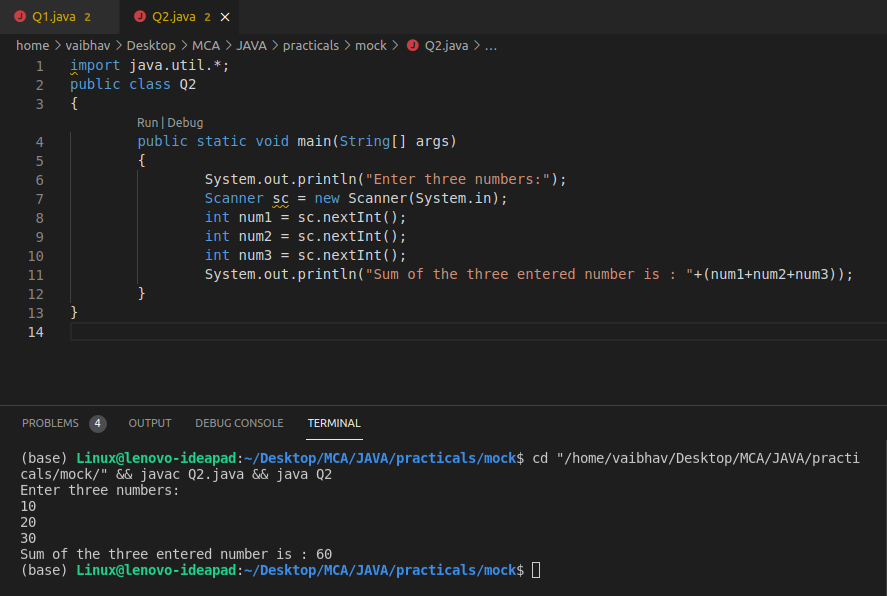 Q1.java 2 Q2.java 2
home > vaibhav > Desktop > MCA > JAVA > practicals > mock > Q2.java > ...
1 import java.util.*;
2 public class Q2
3 {
Run | Debug
4 public static void main(String[] args)
5 {
6 System.out.println("Enter three numbers:");
7 Scanner sc = new Scanner(System.in);
8 int num1 = sc.nextInt();
9 int num2 = sc.nextInt();
10 int num3 = sc.nextInt();
11 System.out.println("Sum of the three entered number is : "+(num1+num2+num3));
12 }
13 }
14
PROBLEMS 4 OUTPUT DEBUG CONSOLE TERMINAL
(base) Linux@lenovo-ideapad:~/Desktop/MCA/JAVA/practicals/mock$ cd "/home/vaibhav/Desktop/MCA/JAVA/practi
cals/mock/" && javac Q2.java && java Q2
Enter three numbers:
10
20
30
Sum of the three entered number is : 60
(base) Linux@lenovo-ideapad:~/Desktop/MCA/JAVA/practicals/mock$